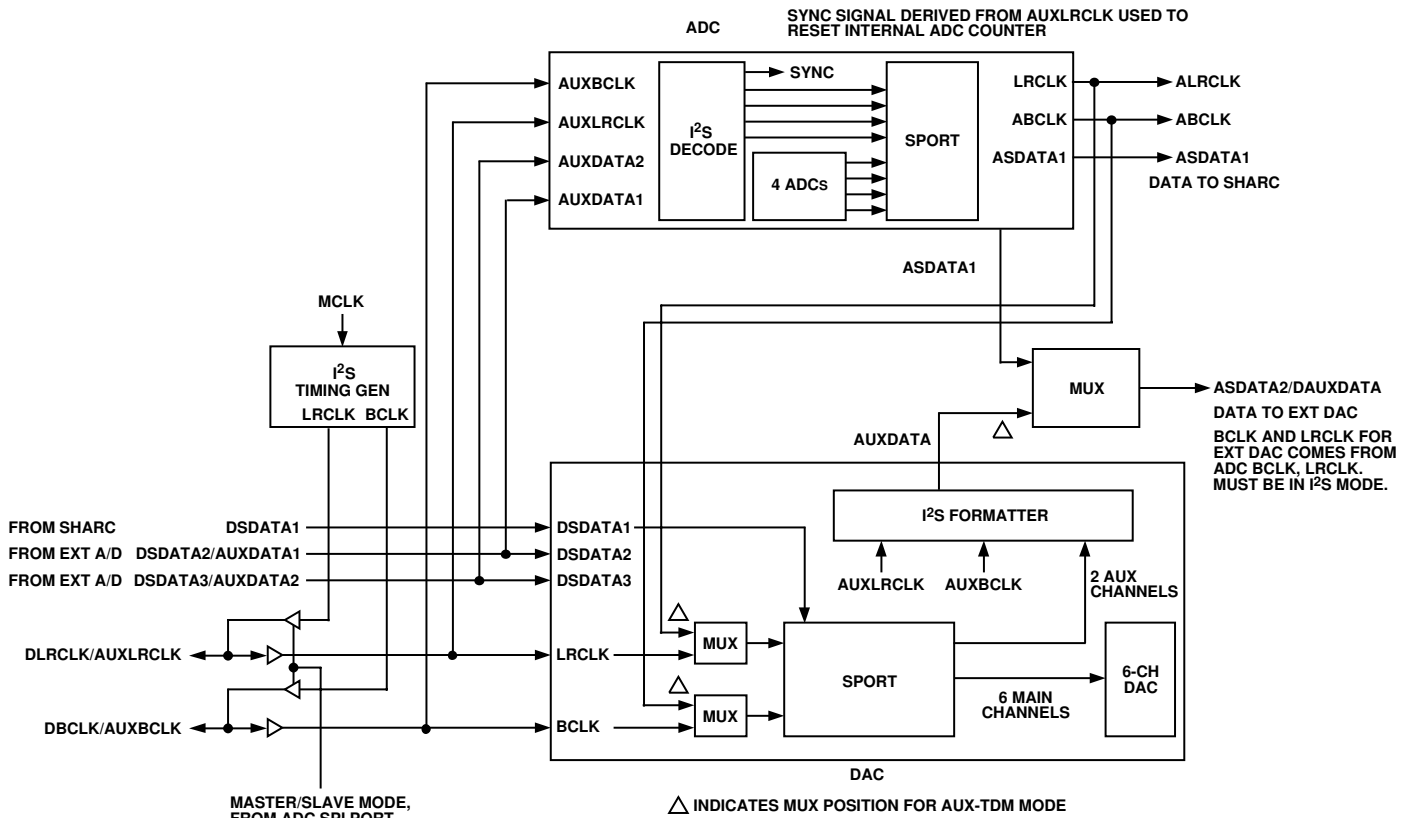 ADC
SYNC SIGNAL DERIVED FROM AUXLRCLK USED TO
RESET INTERNAL ADC COUNTER
AUXBCLK
AUXLRCLK
AUXDATA2
AUXDATA1
I²S
DECODE
SYNC
4 ADCS
SPORT
LRCLK
ABCLK
ASDATA1
ALRCLK
ABCLK
ASDATA1
DATA TO SHARC
ASDATA1
MCLK
I²S
TIMING GEN
LRCLK BCLK
MUX
ASDATA2/DAUXDATA
DATA TO EXT DAC
BCLK AND LRCLK FOR
EXT DAC COMES FROM
ADC BCLK, LRCLK.
MUST BE IN I²S MODE.
AUXDATA
FROM SHARC DSDATA1
FROM EXT A/D DSDATA2/AUXDATA1
FROM EXT A/D DSDATA3/AUXDATA2
DSDATA1
DSDATA2
DSDATA3
I²S FORMATTER
AUXLRCLK
AUXBCLK
2 AUX
CHANNELS
DLRCLK/AUXLRCLK
LRCLK
MUX
SPORT
6-CH
DAC
6 MAIN
CHANNELS
DBCLK/AUXBCLK
BCLK
MUX
DAC
MASTER/SLAVE MODE,
FROM ADC SPI PORT
INDICATES MUX POSITION FOR AUX-TDM MODE